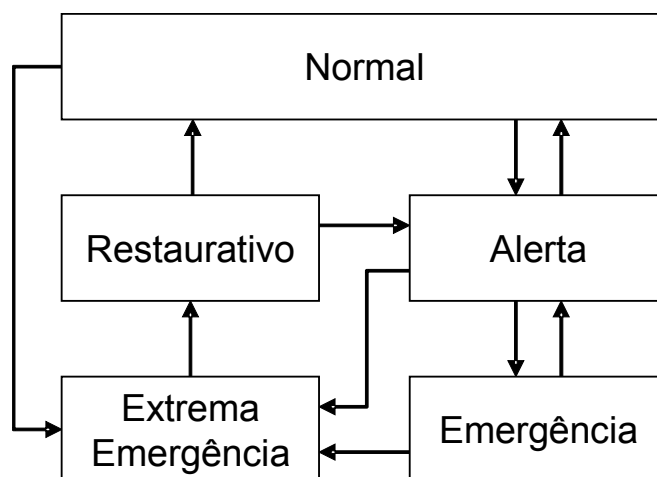 Normal
Restaurativo
Alerta
Extrema
Emergência
Emergência